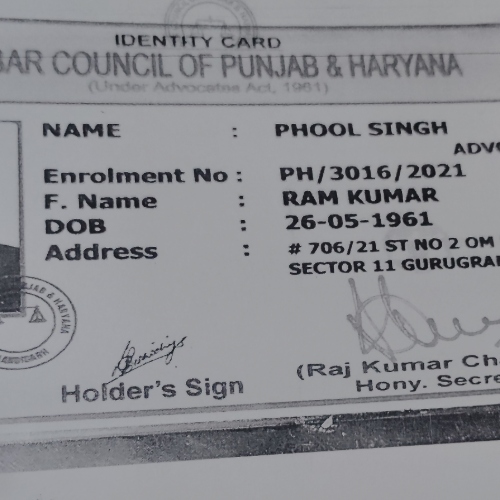 IDENTITY CARD
BAR COUNCIL OF PUNJAB & HARYANA
(Under Advocates Act, 1961)
NAME : PHOOL SINGH
ADVO
Enrolment No : PH/3016/2021
F. Name : RAM KUMAR
DOB : 26-05-1961
Address : # 706/21 ST NO 2 OM
SECTOR 11 GURUGRA
Holder's Sign
(Raj Kumar Ch
Hony. Secre